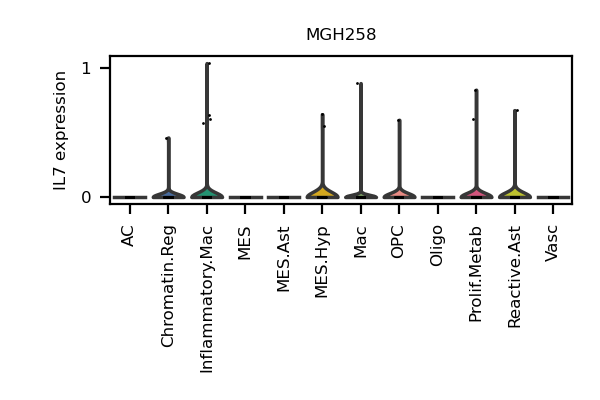 MGH258
IL7 expression
1
0
AC
Chromatin.Reg
Inflammatory.Mac
MES
MES.Ast
MES.Hyp
Mac
OPC
Oligo
Prolif.Metab
Reactive.Ast
Vasc